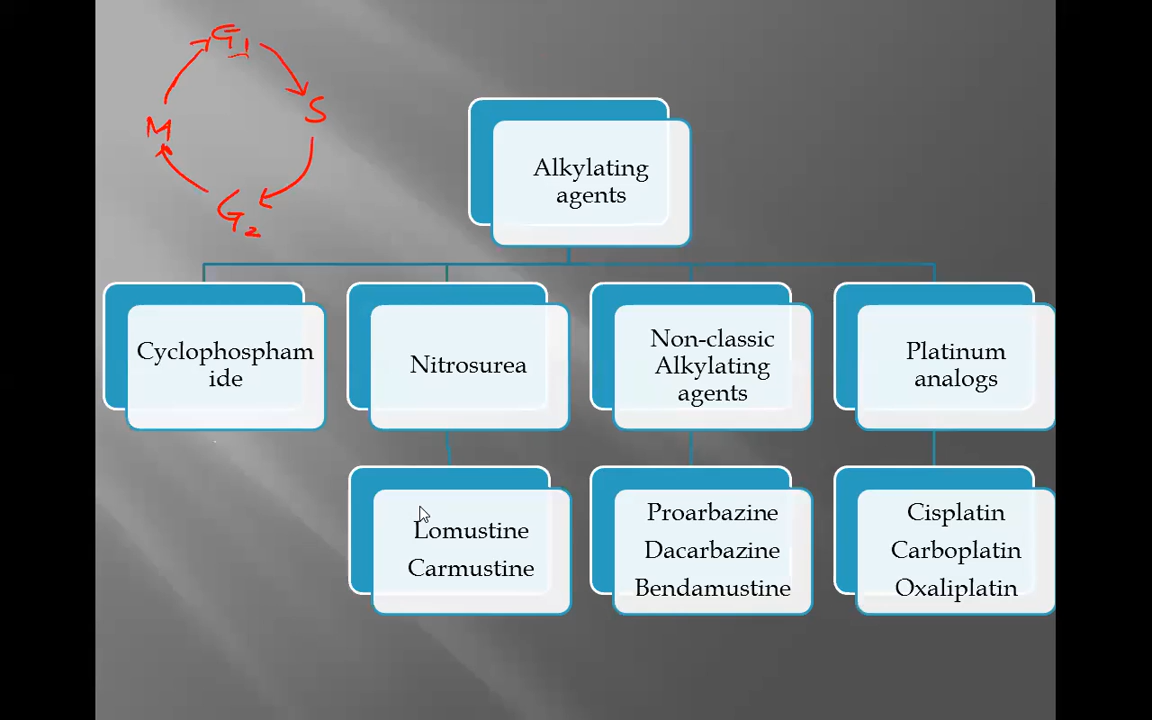 G1
S
M
G2
Alkylating
agents
Cyclophospham
ide
Nitrosurea
Non-classic
Alkylating
agents
Platinum
analogs
Lomustine
Carmustine
Proarbazine
Dacarbazine
Bendamustine
Cisplatin
Carboplatin
Oxaliplatin